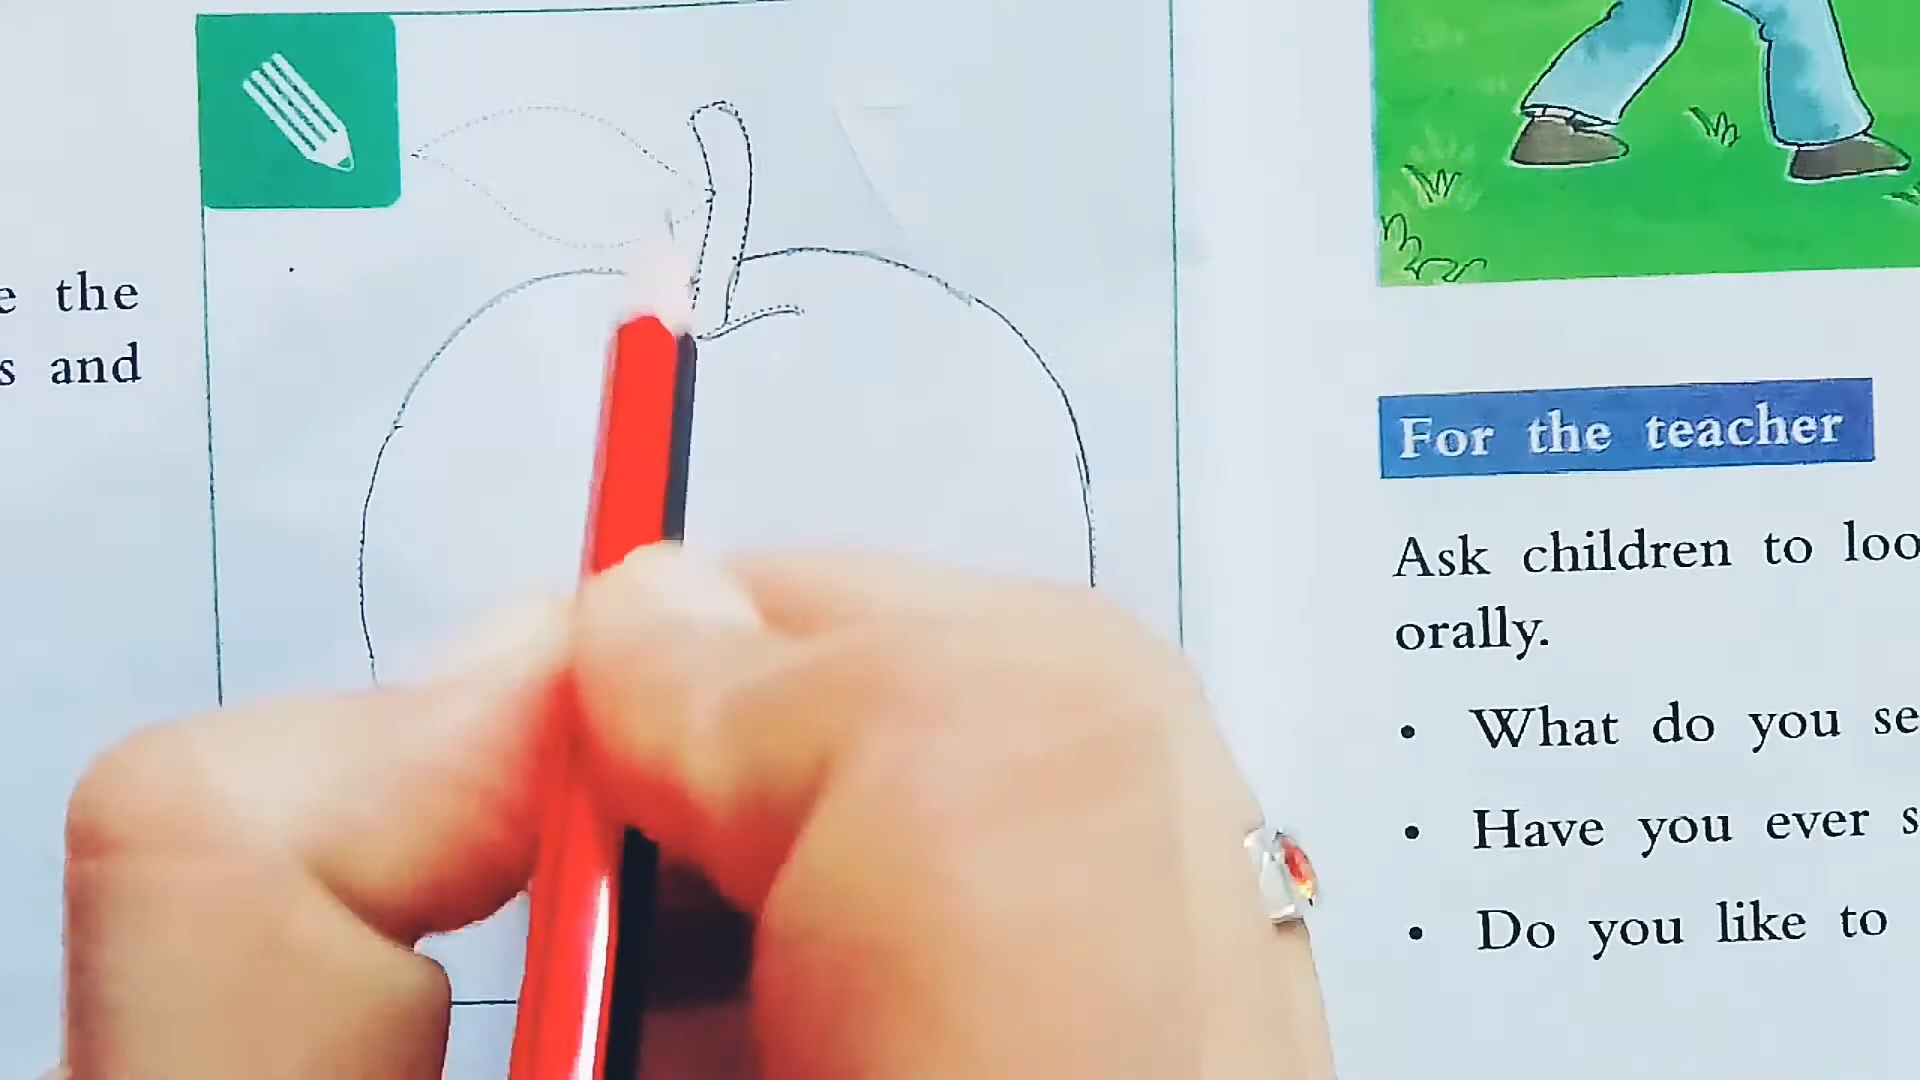 the
and
For the teacher
Ask children to
orally.
• What do you
• Have you ever
• Do you like to